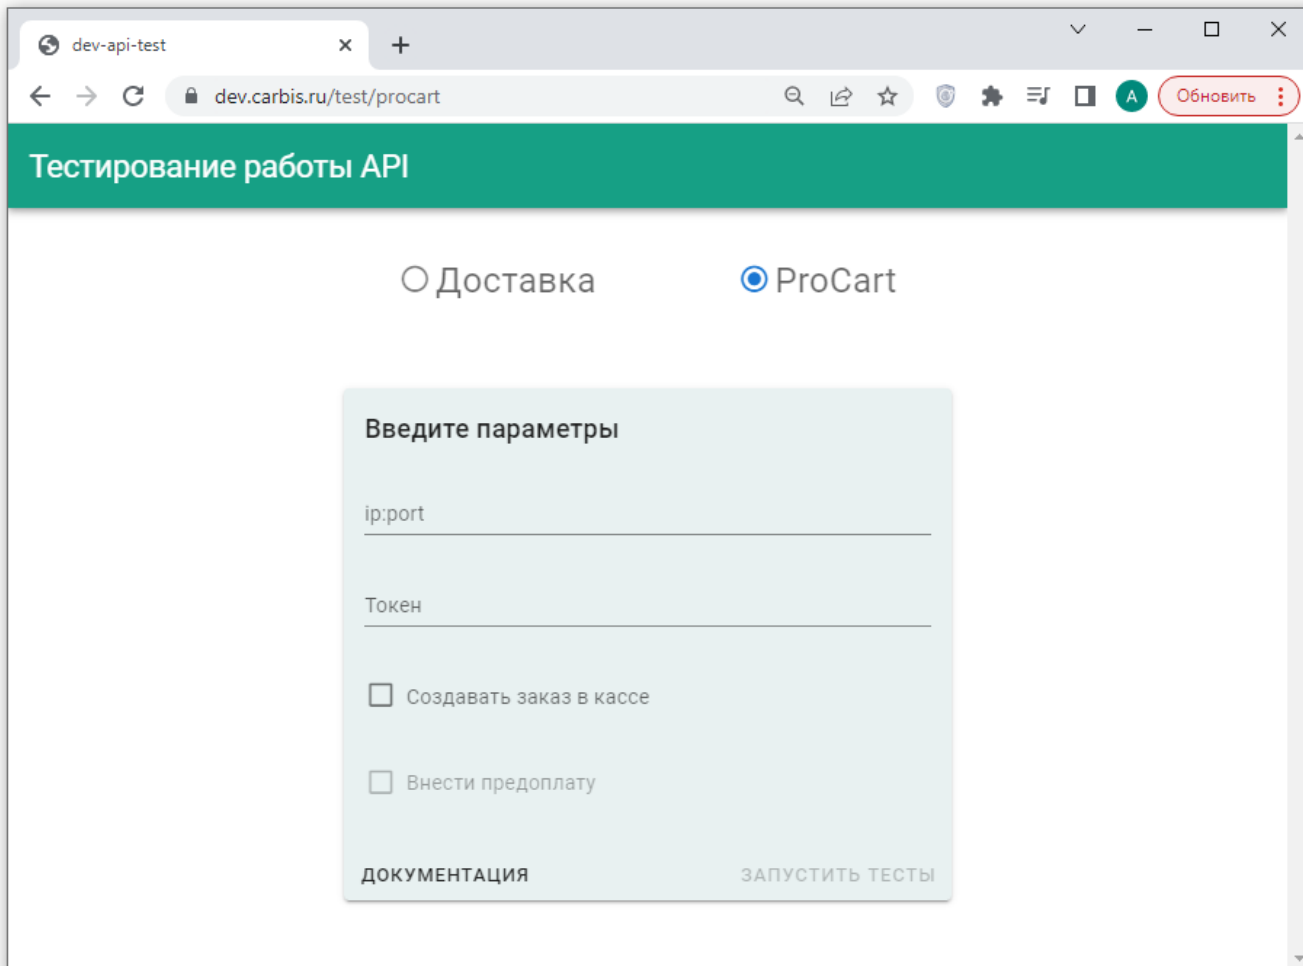 dev-api-test
dev.carbis.ru/test/procart
A
Обновить
Тестирование работы API
Доставка
ProCart
Введите параметры
ip:port
Токен
Создавать заказ в кассе
Внести предоплату
ДОКУМЕНТАЦИЯ
ЗАПУСТИТЬ ТЕСТЫ